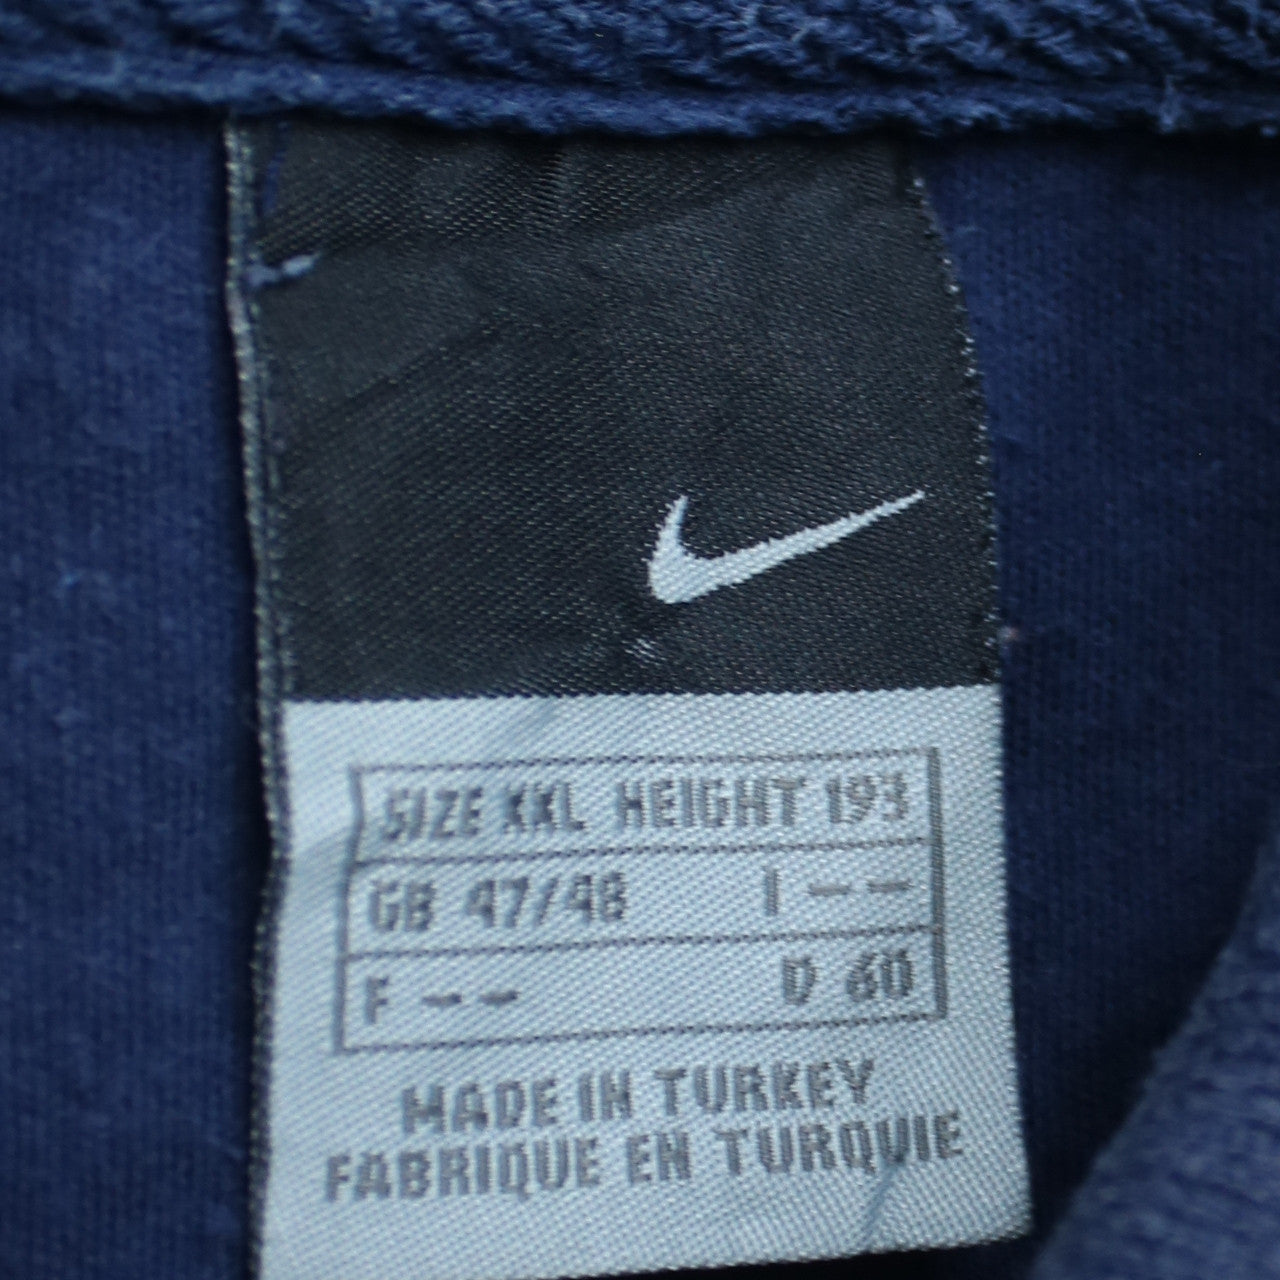 SIZE XXL HEIGHT 193
GB 47/48 I --
F -- D 60
MADE IN TURKEY
FABRIQUE EN TURQUIE